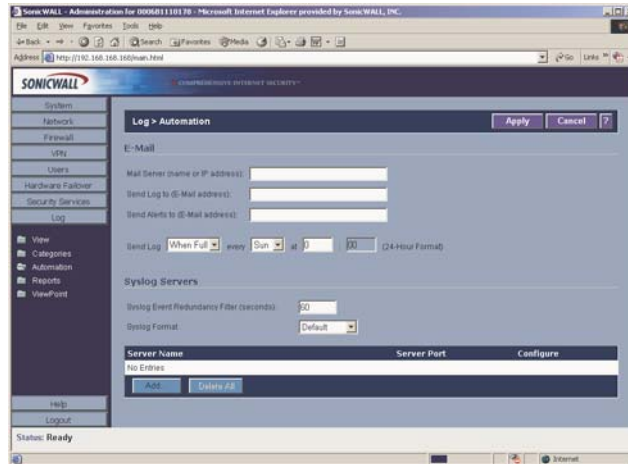 SonicWALL - Administration for 0006B1110170 - Microsoft Internet Explorer provided by SonicWALL, INC.
File Edit View Favorites Tools Help
Back Search Favorites Media
Address http://192.168.168.168/main.html Go Links
SONICWALL COMPREHENSIVE INTERNET SECURITY™
System
Network
Firewall
VPN
Users
Hardware Failover
Security Services
Log
View
Categories
Automation
Reports
ViewPoint
Help
Logout
Log > Automation Apply Cancel ?
E-Mail
Mail Server (name or IP address):
Send Log to (E-Mail address):
Send Alerts to (E-Mail address):
Send Log When Full every Sun at 0 : 00 (24-Hour Format)
Syslog Servers
Syslog Event Redundancy Filter (seconds): 60
Syslog Format: Default
Server Name Server Port Configure
No Entries
Add... Delete All
Status: Ready
Internet